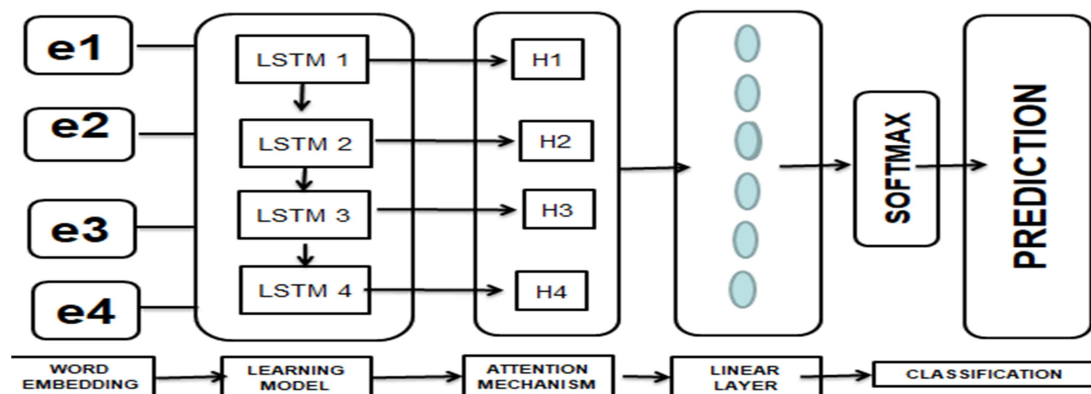 e1
e2
e3
e4
LSTM 1
LSTM 2
LSTM 3
LSTM 4
H1
H2
H3
H4
SOFTMAX
PREDICTION
WORD
EMBEDDING
LEARNING
MODEL
ATTENTION
MECHANISM
LINEAR
LAYER
CLASSIFICATION